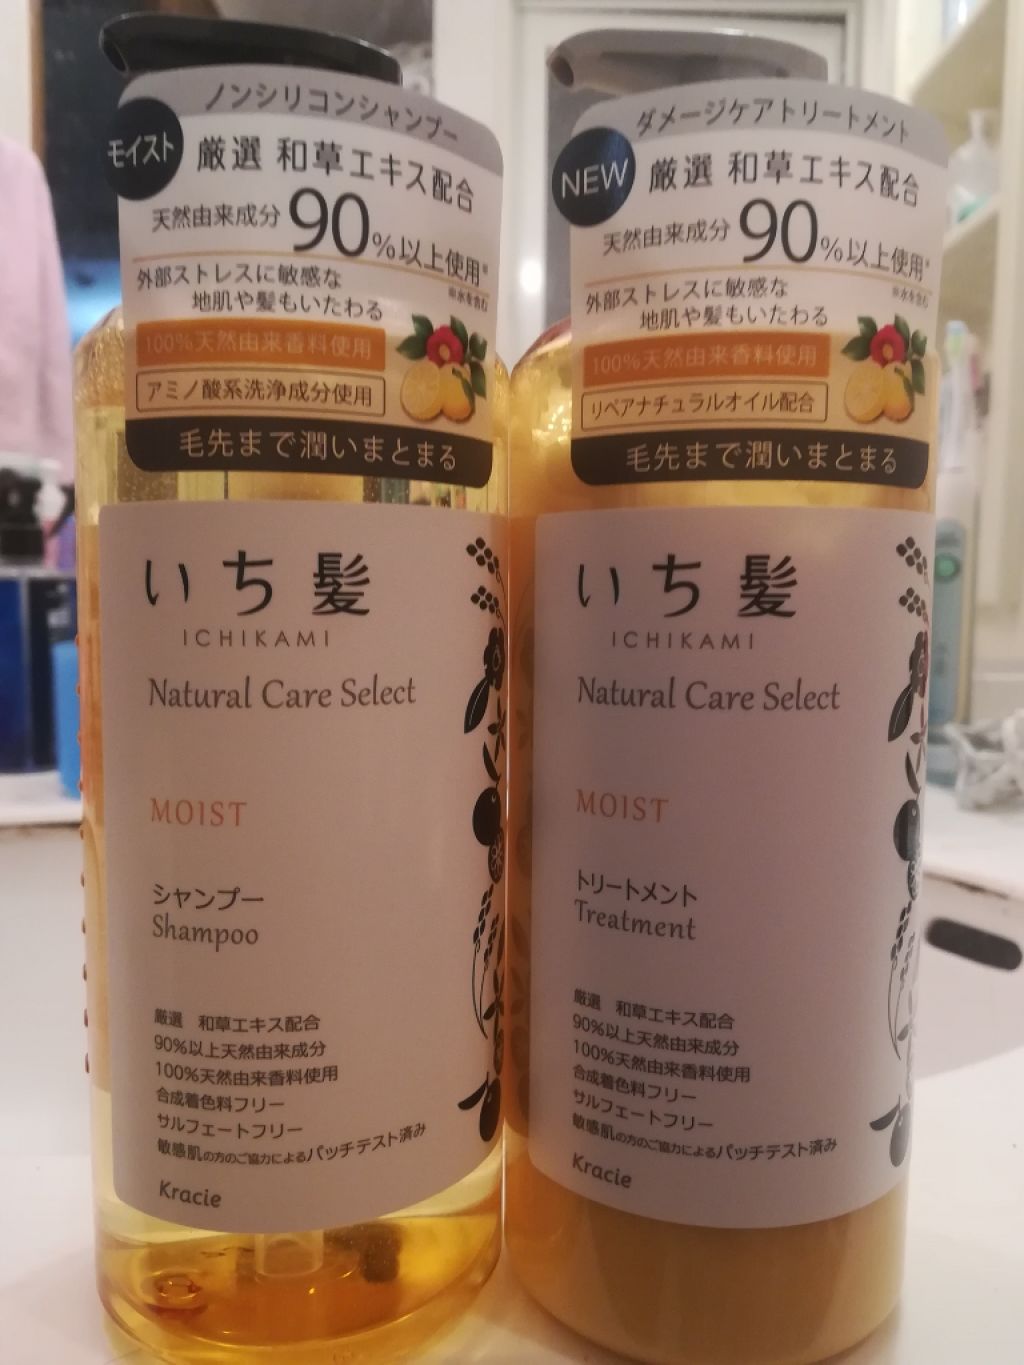 ノンシリコンシャンプー
モイスト
厳選 和草エキス配合
天然由来成分90%以上使用*
※水を含む
外部ストレスに敏感な
地肌や髪もいたわる
100%天然由来香料使用
アミノ酸系洗浄成分使用
毛先まで潤いまとまる
いち髪
ICHIKAMI
Natural Care Select
MOIST
シャンプー
Shampoo
厳選 和草エキス配合
90%以上天然由来成分
100%天然由来香料使用
合成着色料フリー
サルフェートフリー
敏感肌の方のご協力によるパッチテスト済み
Kracie
ダメージケアトリートメント
NEW
厳選 和草エキス配合
天然由来成分90%以上使用*
※水を含む
外部ストレスに敏感な
地肌や髪もいたわる
100%天然由来香料使用
リペアナチュラルオイル配合
毛先まで潤いまとまる
いち髪
ICHIKAMI
Natural Care Select
MOIST
トリートメント
Treatment
厳選 和草エキス配合
90%以上天然由来成分
100%天然由来香料使用
合成着色料フリー
サルフェートフリー
敏感肌の方のご協力によるパッチテスト済み
Kracie